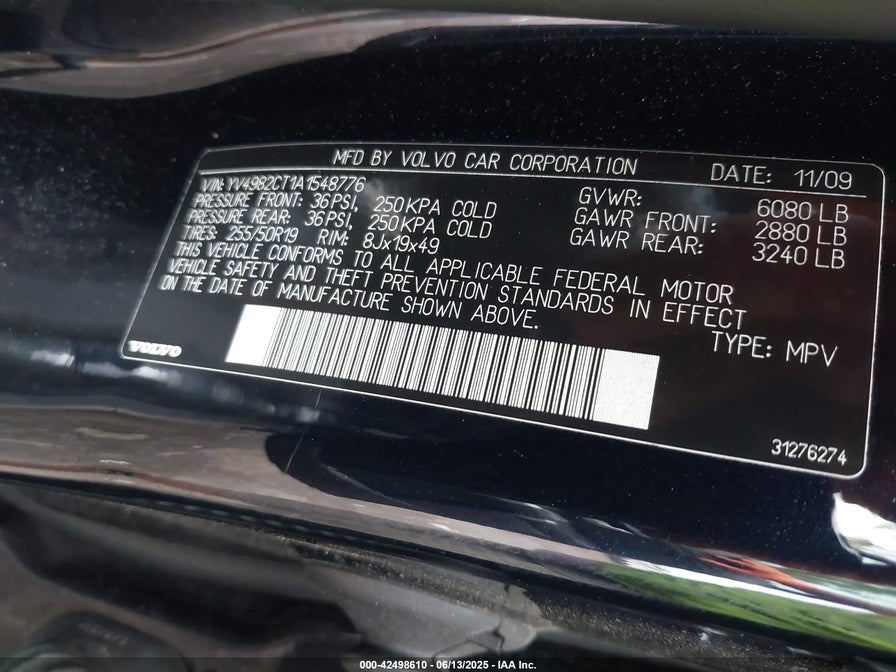 MFD BY VOLVO CAR CORPORATION DATE: 11/09
VIN: YV4982CT1A1548776
PRESSURE FRONT: 36PSI, 250KPA COLD
PRESSURE REAR: 36PSI, 250KPA COLD
TIRES: 255/50R19 RIM: 8Jx19x49
GVWR: 6080 LB
GAWR FRONT: 2880 LB
GAWR REAR: 3240 LB
THIS VEHICLE CONFORMS TO ALL APPLICABLE FEDERAL MOTOR
VEHICLE SAFETY AND THEFT PREVENTION STANDARDS IN EFFECT
ON THE DATE OF MANUFACTURE SHOWN ABOVE.
TYPE: MPV
VOLVO
31276274
000-42498610 - 06/13/2025 - IAA Inc.